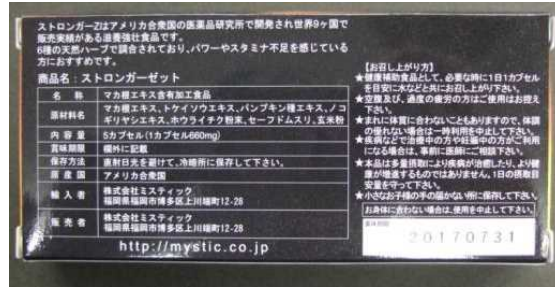 ストロンガーZはアメリカ合衆国の医薬品研究所で開発され世界9ヶ国で
販売実績がある滋養強壮食品です。
6種の天然ハーブで調合されており、パワーやスタミナ不足を感じている
方におすすめです。
商品名：ストロンガーゼット
名 称 マカ根エキス含有加工食品
原材料名 マカ根エキス、トケイソウエキス、パンプキン種エキス、ノコ
ギリヤシエキス、ホウライチク粉末、セーフドムスリ、玄米粉
内 容 量 5カプセル(1カプセル660mg)
賞味期限 欄外に記載
保存方法 直射日光を避けて、冷暗所に保存して下さい。
原 産 国 アメリカ合衆国
輸 入 者 株式会社ミスティック
福岡県福岡市博多区上川端町12-28
販 売 者 株式会社ミスティック
福岡県福岡市博多区上川端町12-28
http://mystic.co.jp
【お召し上がり方】
★健康補助食品として、必要な時に1日1カプセル
を目安に水などと共にお召し上がり下さい。
★空腹及び、過度の疲労の方はご使用はお控え
下さい。
★まれに体質に合わないこともありますので、体調
の優れない場合は一時利用を中止して下さい。
★疾病などで治療中の方や妊娠中の方がご利用
になる場合は、事前に医師にご相談下さい。
★本品は多量摂取により疾病が治癒したり、より健
康が増進するものではありません。1日の摂取目
安量を守って下さい。
★小さなお子様の手の届かない所に保存して下さい。
お身体に合わない場合は、使用を中止して下さい。
賞味期限
20170731